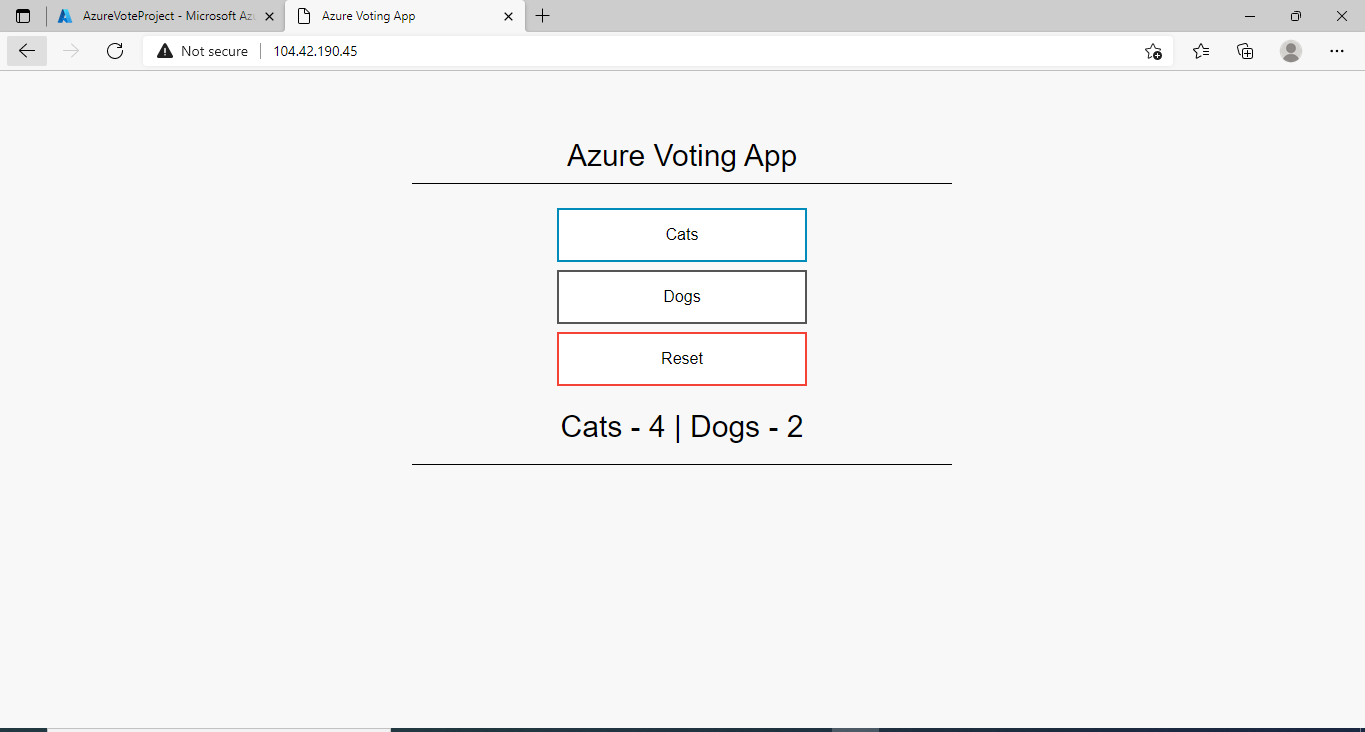 AzureVoteProject - Microsoft Az
Azure Voting App
Not secure
104.42.190.45
Azure Voting App
Cats
Dogs
Reset
Cats - 4 | Dogs - 2